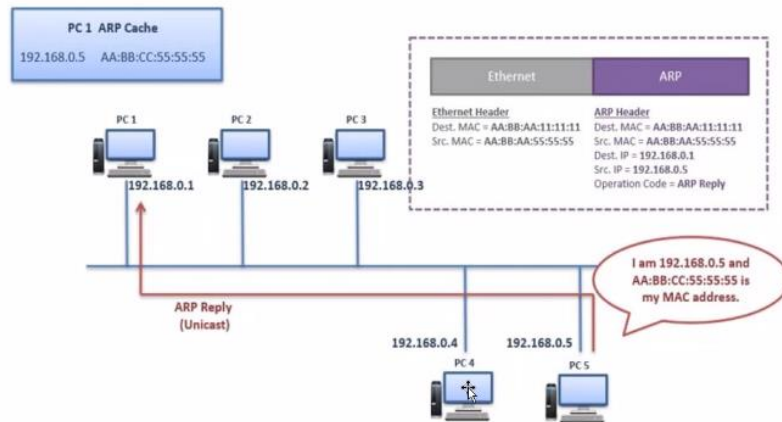 PC 1 ARP Cache
192.168.0.5 AA:BB:CC:55:55:55
Ethernet
ARP
Ethernet Header
Dest. MAC = AA:BB:AA:11:11:11
Src. MAC = AA:BB:AA:55:55:55
ARP Header
Dest. MAC = AA:BB:AA:11:11:11
Src. MAC = AA:BB:AA:55:55:55
Dest. IP = 192.168.0.1
Src. IP = 192.168.0.5
Operation Code = ARP Reply
PC 1
PC 2
PC 3
192.168.0.1
192.168.0.2
192.168.0.3
I am 192.168.0.5 and
AA:BB:CC:55:55:55 is
my MAC address.
ARP Reply
(Unicast)
192.168.0.4
192.168.0.5
PC 4
PC 5